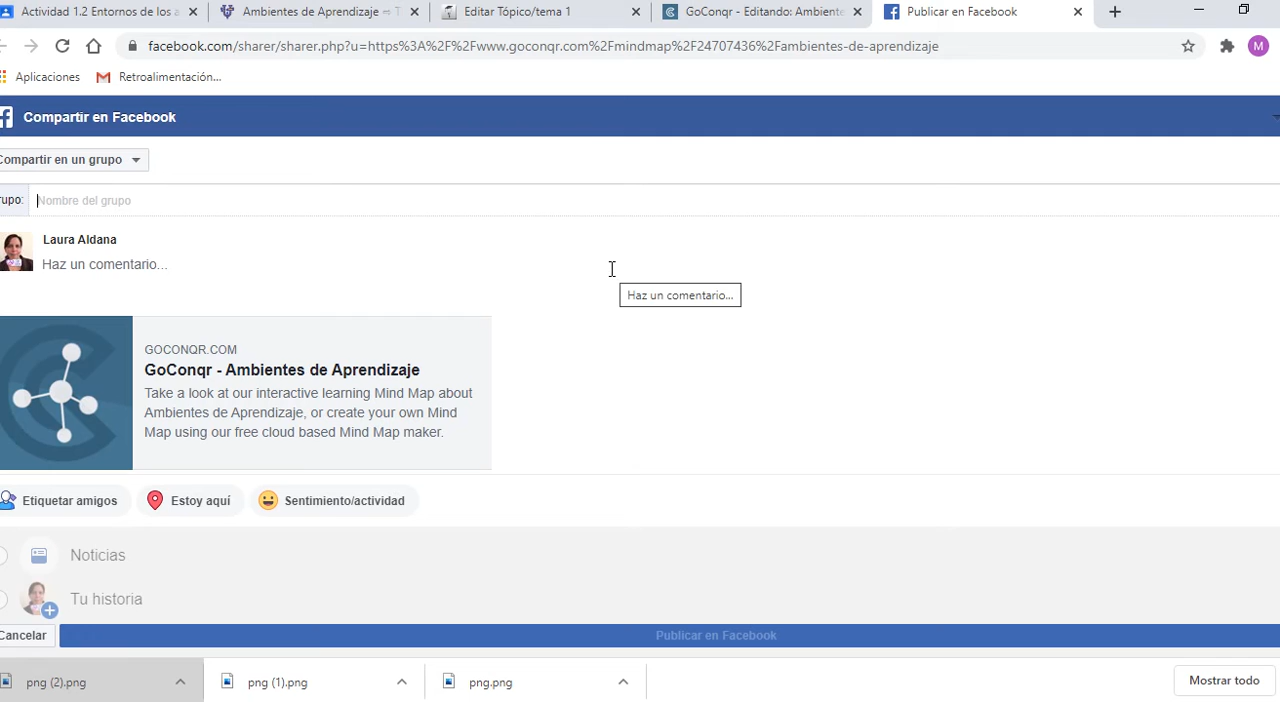 Actividad 1.2 Entornos de los a
Ambientes de Aprendizaje
Editar Tópico/tema 1
GoConqr - Editando: Ambiente
Publicar en Facebook
facebook.com/sharer/sharer.php?u=https%3A%2F%2Fwww.goconqr.com%2Fmindmap%2F24707436%2Fambientes-de-aprendizaje
M
Aplicaciones
Retroalimentación...
Compartir en Facebook
Compartir en un grupo
rupo:
Nombre del grupo
Laura Aldana
Haz un comentario...
Haz un comentario...
GOCONQR.COM
GoConqr - Ambientes de Aprendizaje
Take a look at our interactive learning Mind Map about
Ambientes de Aprendizaje, or create your own Mind
Map using our free cloud based Mind Map maker.
Etiquetar amigos
Estoy aquí
Sentimiento/actividad
Noticias
Tu historia
Cancelar
Publicar en Facebook
png (2).png
png (1).png
png.png
Mostrar todo